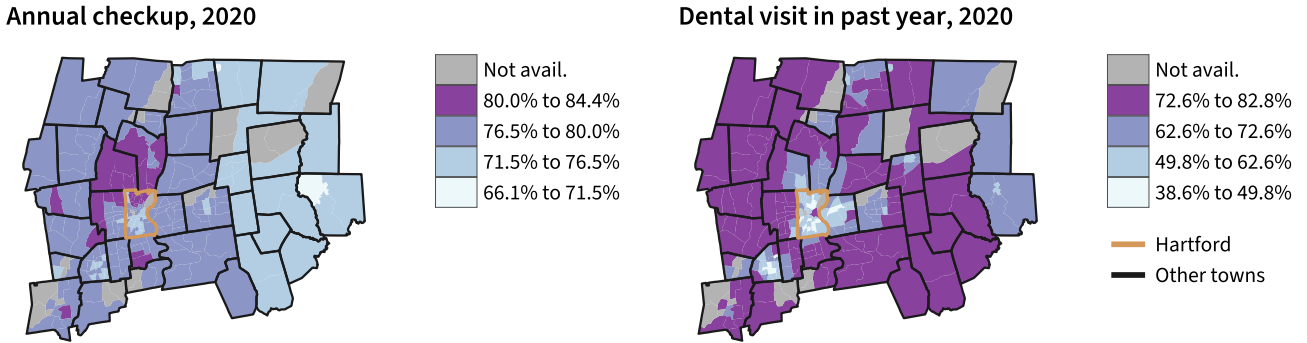 Annual checkup, 2020
Not avail.
80.0% to 84.4%
76.5% to 80.0%
71.5% to 76.5%
66.1% to 71.5%
Dental visit in past year, 2020
Not avail.
72.6% to 82.8%
62.6% to 72.6%
49.8% to 62.6%
38.6% to 49.8%
Hartford
Other towns